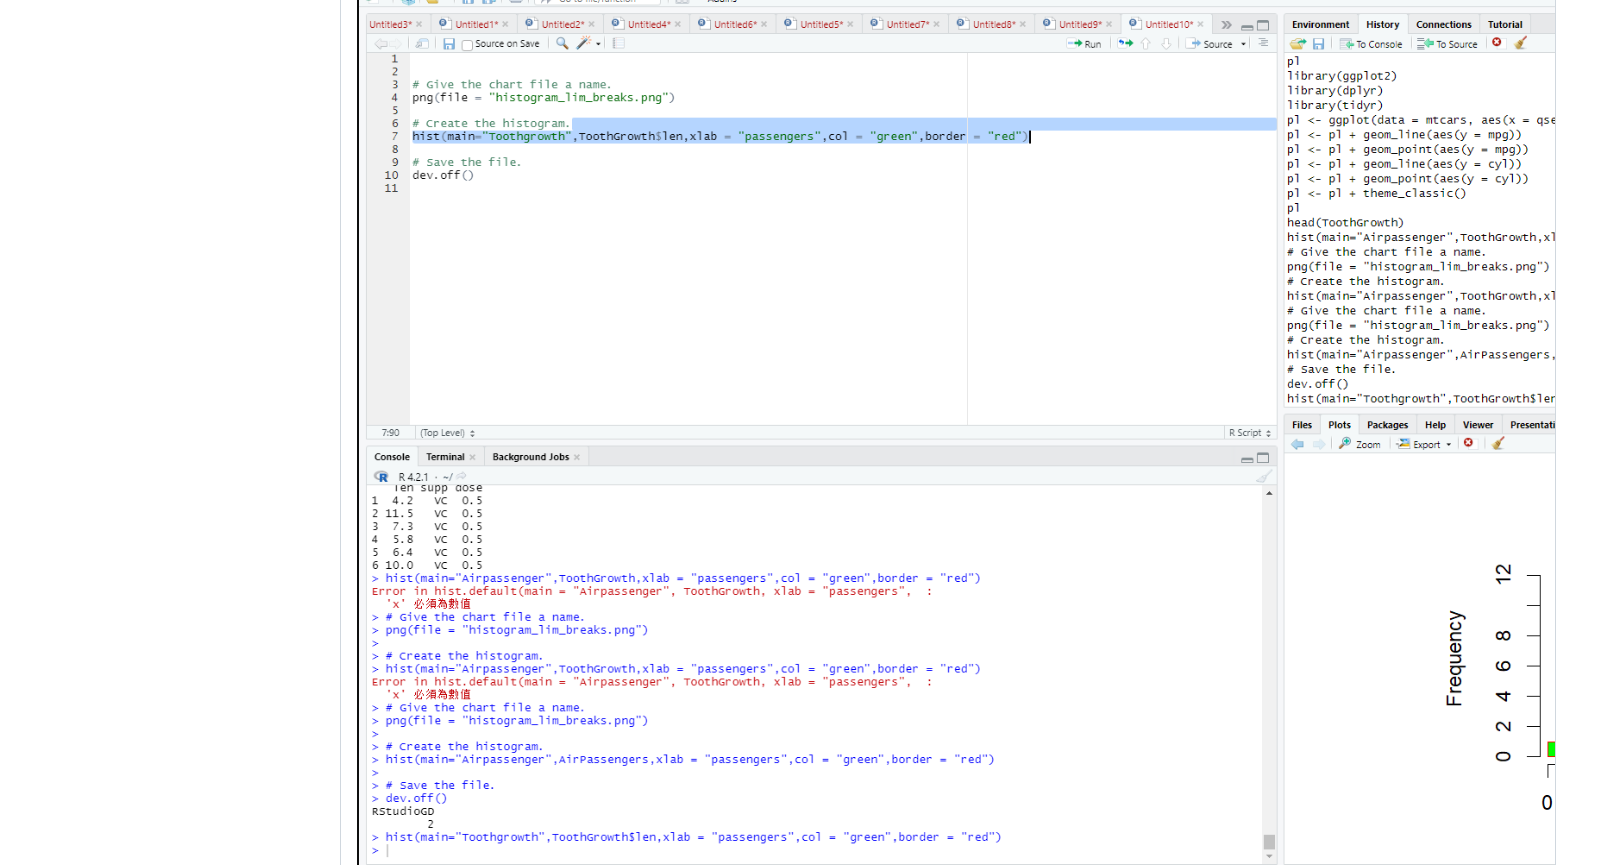 Untitled3* × Untitled1* × Untitled2* × Untitled4* × Untitled6* × Untitled5* × Untitled7* × Untitled8* × Untitled9* × Untitled10* ×
Source on Save Run Source
1
2
3 # Give the chart file a name.
4 png(file = "histogram_lim_breaks.png")
5
6 # Create the histogram.
7 hist(main="Toothgrowth",ToothGrowth$len,xlab = "passengers",col = "green",border = "red")
8
9 # Save the file.
10 dev.off()
11
7:90 (Top Level) R Script
Console Terminal × Background Jobs ×
R 4.2.1 · ~/
len supp dose
1 4.2 VC 0.5
2 11.5 VC 0.5
3 7.3 VC 0.5
4 5.8 VC 0.5
5 6.4 VC 0.5
6 10.0 VC 0.5
> hist(main="Airpassenger",ToothGrowth,xlab = "passengers",col = "green",border = "red")
Error in hist.default(main = "Airpassenger", ToothGrowth, xlab = "passengers", :
'x' 必須為數值
> # Give the chart file a name.
> png(file = "histogram_lim_breaks.png")
>
> # Create the histogram.
> hist(main="Airpassenger",ToothGrowth,xlab = "passengers",col = "green",border = "red")
Error in hist.default(main = "Airpassenger", ToothGrowth, xlab = "passengers", :
'x' 必須為數值
> # Give the chart file a name.
> png(file = "histogram_lim_breaks.png")
>
> # Create the histogram.
> hist(main="Airpassenger",AirPassengers,xlab = "passengers",col = "green",border = "red")
>
> # Save the file.
> dev.off()
RStudioGD
2
> hist(main="Toothgrowth",ToothGrowth$len,xlab = "passengers",col = "green",border = "red")
>
Environment History Connections Tutorial
To Console To Source
pl
library(ggplot2)
library(dplyr)
library(tidyr)
pl <- ggplot(data = mtcars, aes(x = qse
pl <- pl + geom_line(aes(y = mpg))
pl <- pl + geom_point(aes(y = mpg))
pl <- pl + geom_line(aes(y = cyl))
pl <- pl + geom_point(aes(y = cyl))
pl <- pl + theme_classic()
pl
head(ToothGrowth)
hist(main="Airpassenger",ToothGrowth,xl
# Give the chart file a name.
png(file = "histogram_lim_breaks.png")
# Create the histogram.
hist(main="Airpassenger",ToothGrowth,xl
# Give the chart file a name.
png(file = "histogram_lim_breaks.png")
# Create the histogram.
hist(main="Airpassenger",AirPassengers,
# Save the file.
dev.off()
hist(main="Toothgrowth",ToothGrowth$len
Files Plots Packages Help Viewer Presentati
Zoom Export
Frequency
12
8
6
4
2
0
0